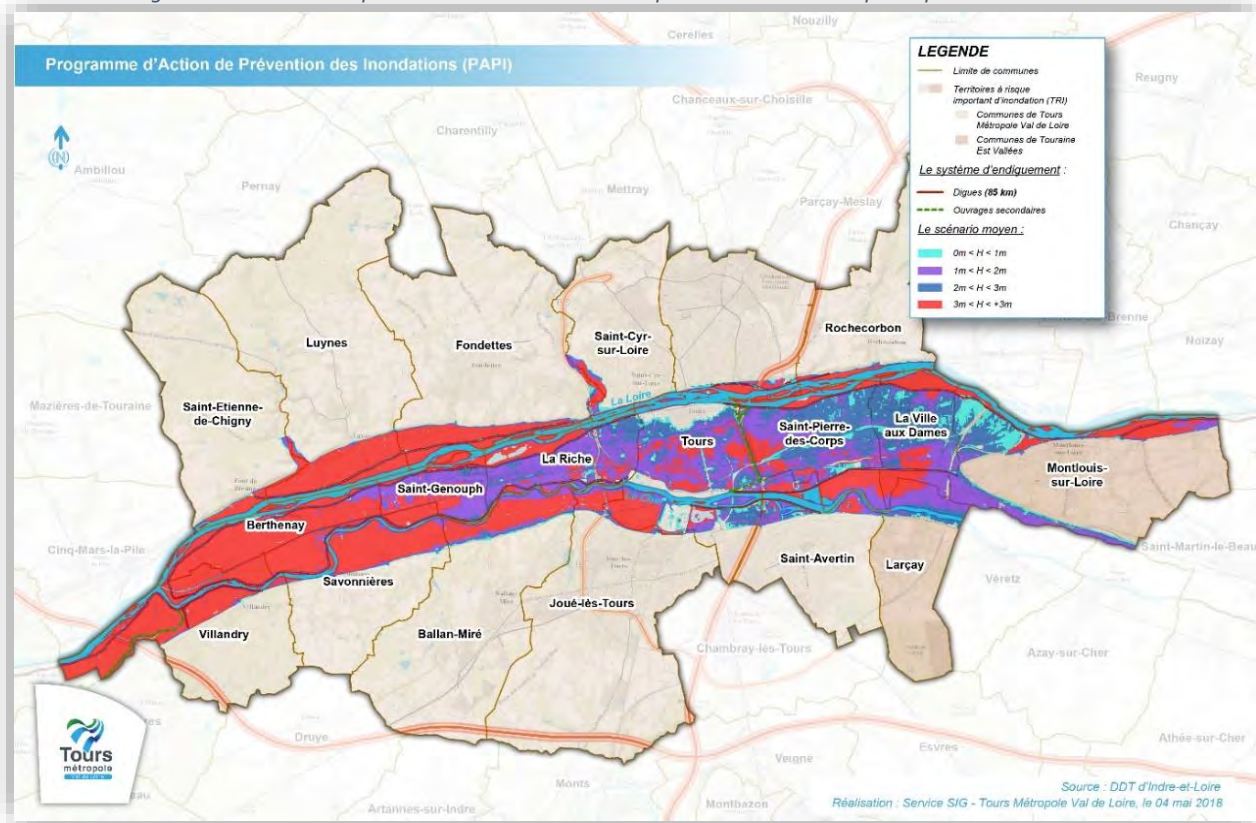 Programme d'Action de Prévention des Inondations (PAPI)
LEGENDE
Limite de communes
Territoires à risque
important d'inondation (TRI)
Communes de Tours
Métropole Val de Loire
Communes de Touraine
Est Vallées
Le système d'endiguement :
Digues (85 km)
Ouvrages secondaires
Le scénario moyen :
0m < H < 1m
1m < H < 2m
2m < H < 3m
3m < H < +3m
Nouzilly
Cerelles
Reugny
Chanceaux-sur-Choisille
Charentilly
(N)
Ambillou
Pernay
Mettray
Parçay-Meslay
Chançay
Noizay
Rochecorbon
Saint-Cyr-
sur-Loire
Luynes
Fondettes
Mazières-de-Touraine
Saint-Etienne-
de-Chigny
La Loire
La Ville
aux Dames
Saint-Pierre-
des-Corps
Tours
La Riche
Montlouis-
sur-Loire
Saint-Genouph
Berthenay
Cinq-Mars-la-Pile
Saint-Martin-le-Beau
Saint-Avertin
Larçay
Savonnières
Véretz
Joué-lès-Tours
Villandry
Ballan-Miré
Chambray-lès-Tours
Azay-sur-Cher
Druye
Esvres
Athée-sur-Cher
Veigné
Monts
Artannes-sur-Indre
Montbazon
Tours
métropole
Source : DDT d'Indre-et-Loire
Réalisation : Service SIG - Tours Métropole Val de Loire, le 04 mai 2018